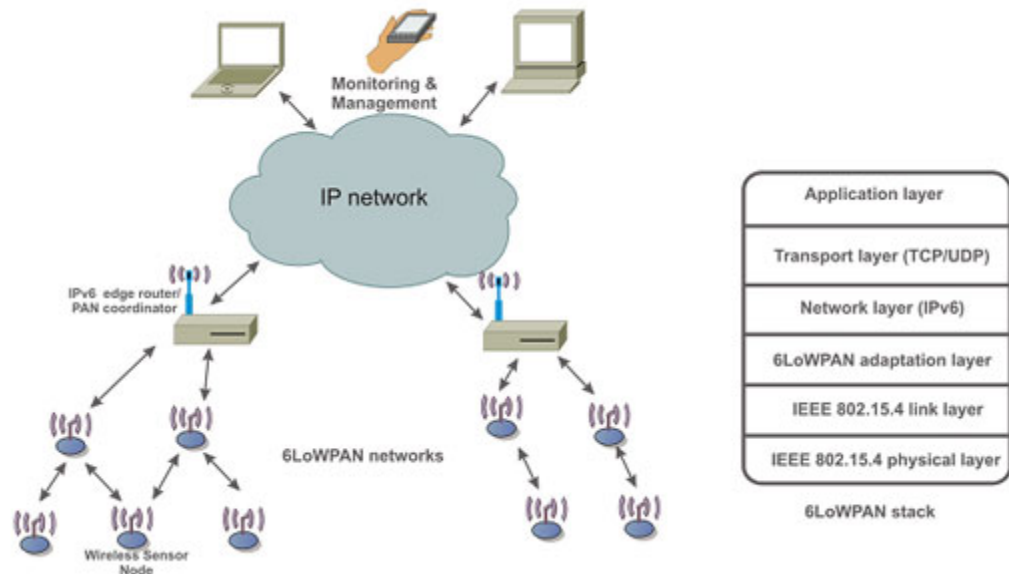 Monitoring &
Management
IP network
IPv6 edge router/
PAN coordinator
6LoWPAN networks
Wireless Sensor
Node
Application layer
Transport layer (TCP/UDP)
Network layer (IPv6)
6LoWPAN adaptation layer
IEEE 802.15.4 link layer
IEEE 802.15.4 physical layer
6LoWPAN stack